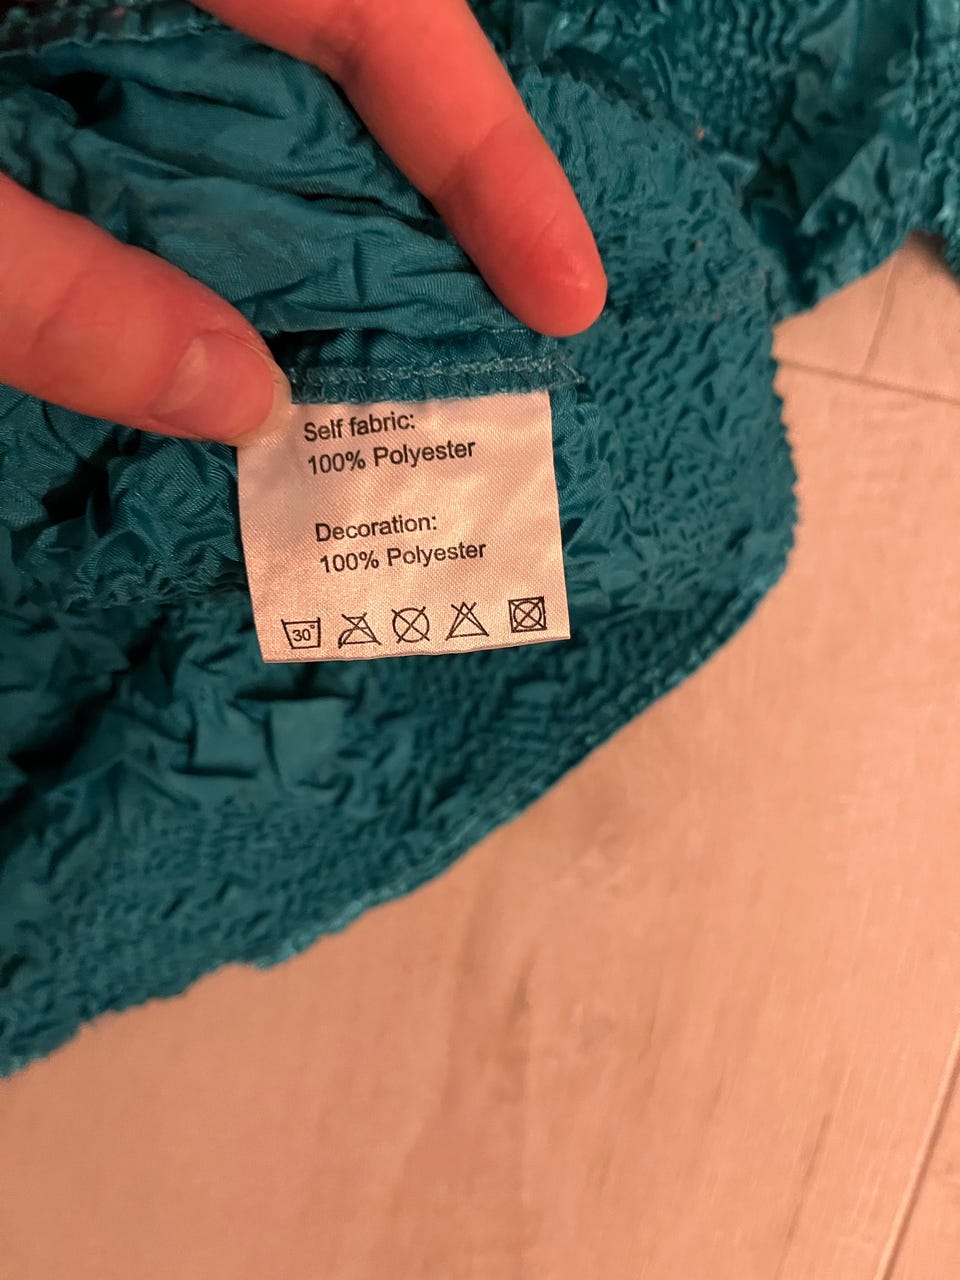 Self fabric:
100% Polyester
Decoration:
100% Polyester
30°